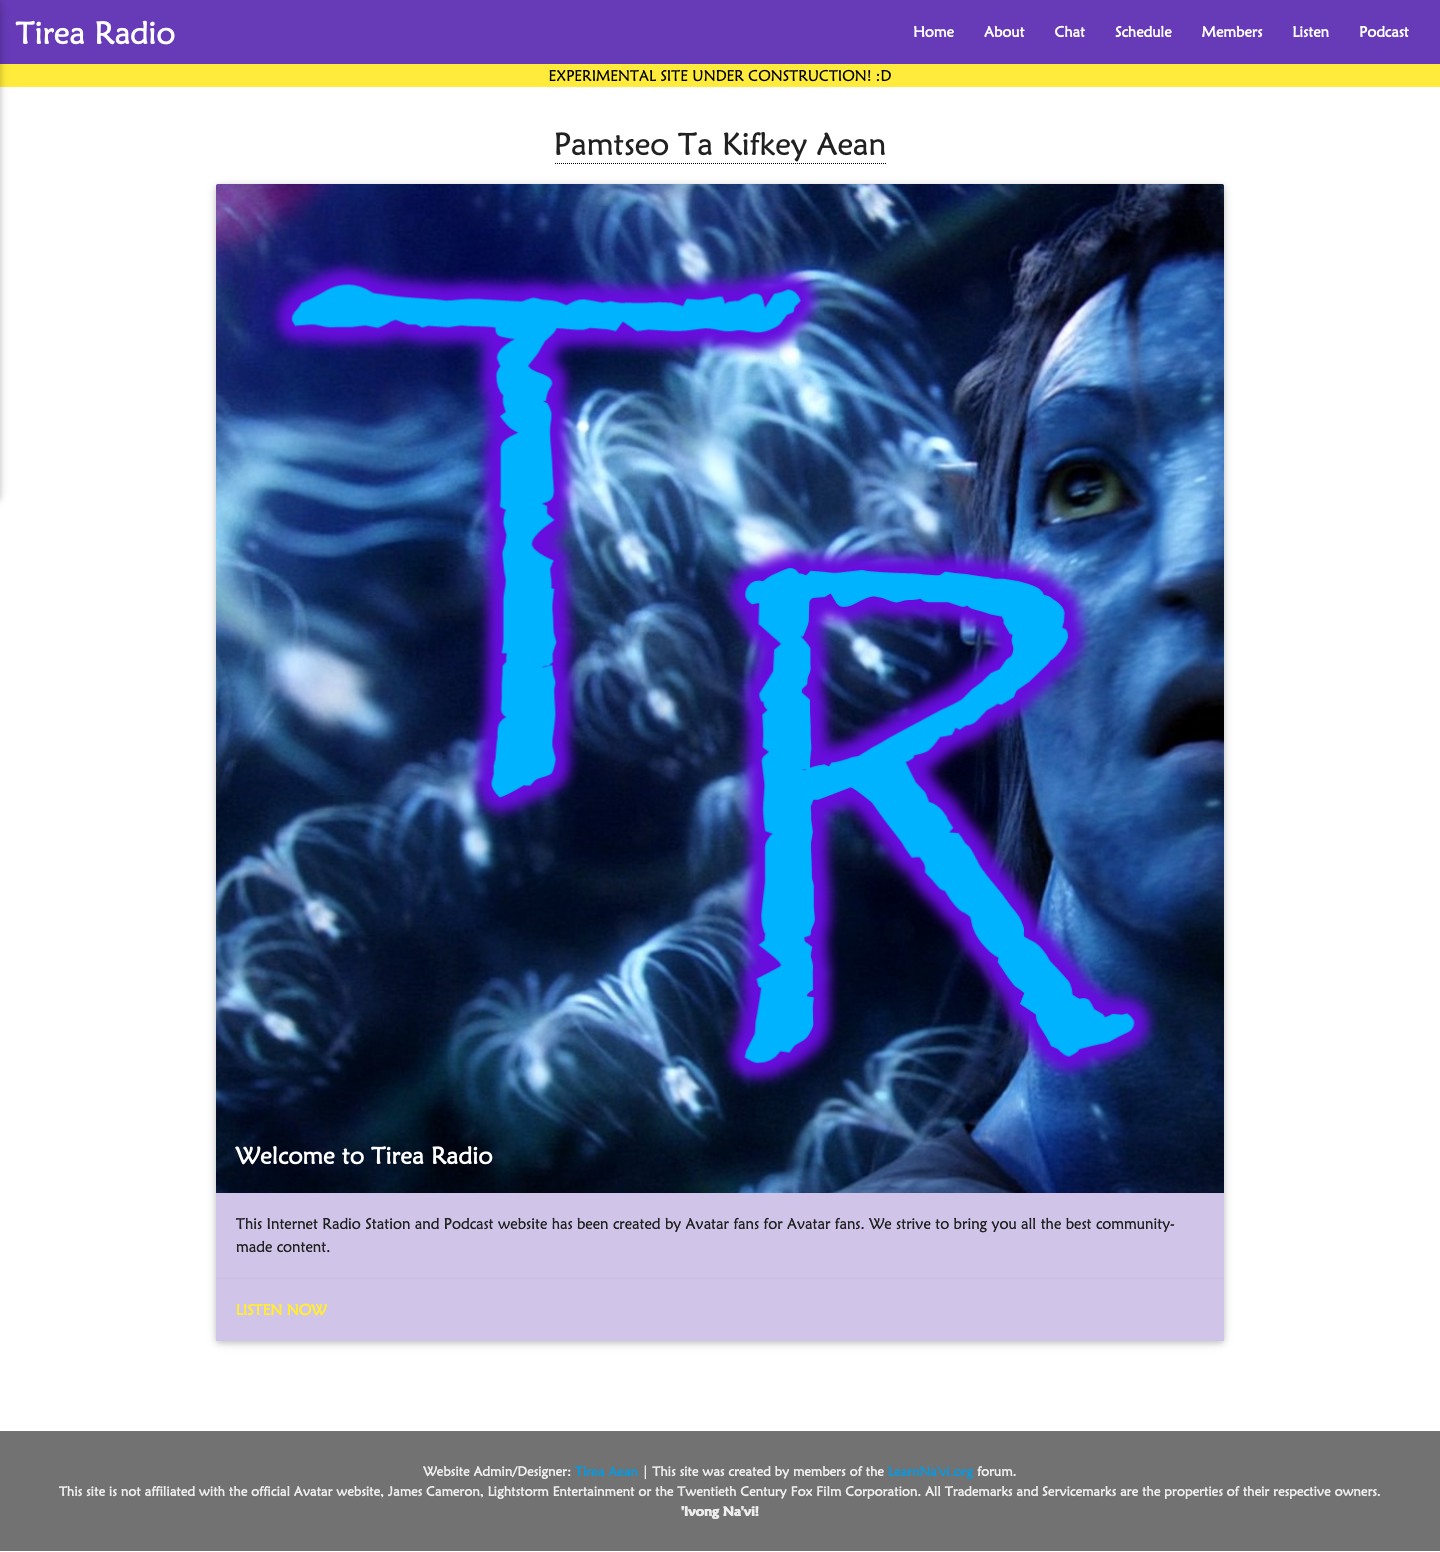 Tirea Radio
Home About Chat Schedule Members Listen Podcast
EXPERIMENTAL SITE UNDER CONSTRUCTION! :D
Pamtseo Ta Kifkey Aean
T
R
Welcome to Tirea Radio
This Internet Radio Station and Podcast website has been created by Avatar fans for Avatar fans. We strive to bring you all the best community-
made content.
LISTEN NOW
Website Admin/Designer: Tirea Aean | This site was created by members of the LearnNa'vi.org forum.
This site is not affiliated with the official Avatar website, James Cameron, Lightstorm Entertainment or the Twentieth Century Fox Film Corporation. All Trademarks and Servicemarks are the properties of their respective owners.
'Ivong Na'vi!